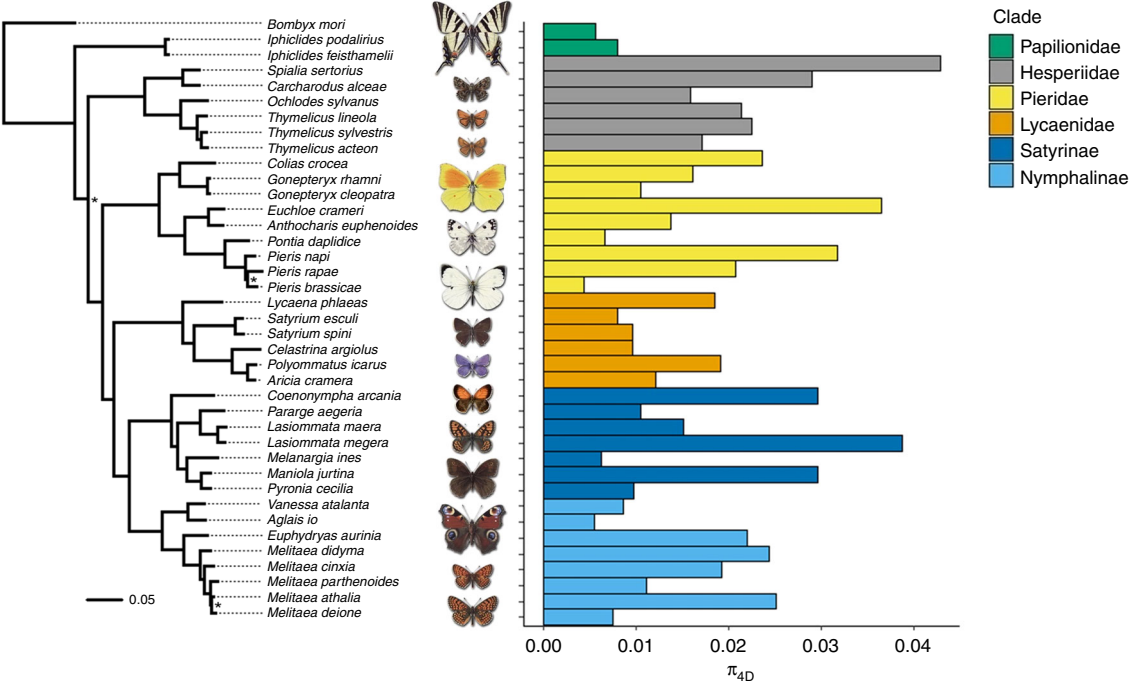 Bombyx mori
Iphiclides podalirius
Iphiclides feisthamelii
Spialia sertorius
Carcharodus alceae
Ochlodes sylvanus
Thymelicus lineola
Thymelicus sylvestris
Thymelicus acteon
Colias crocea
Gonepteryx rhamni
Gonepteryx cleopatra
Euchloe crameri
Anthocharis euphenoides
Pontia daplidice
Pieris napi
Pieris rapae
Pieris brassicae
Lycaena phlaeas
Satyrium esculi
Satyrium spini
Celastrina argiolus
Polyommatus icarus
Aricia cramera
Coenonympha arcania
Pararge aegeria
Lasiommata maera
Lasiommata megera
Melanargia ines
Maniola jurtina
Pyronia cecilia
Vanessa atalanta
Aglais io
Euphydryas aurinia
Melitaea didyma
Melitaea cinxia
Melitaea parthenoides
Melitaea athalia
Melitaea deione
*
*
*
0.05
0.00 0.01 0.02 0.03 0.04
π4D
Clade
Papilionidae
Hesperiidae
Pieridae
Lycaenidae
Satyrinae
Nymphalinae